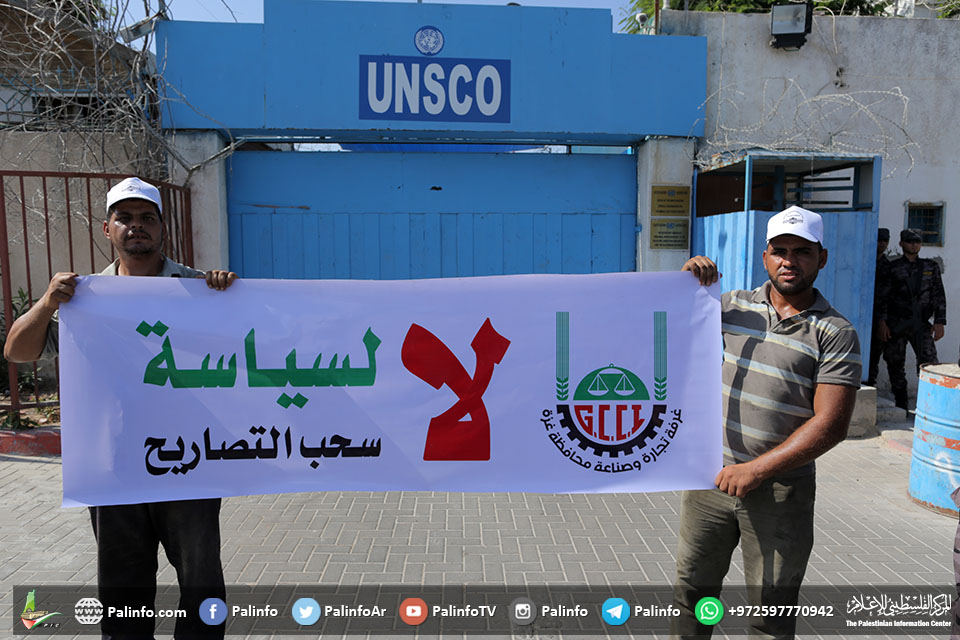 UNSCO
لا لسياسة
سحب التصاريح
G.C.C.I.
غرفة تجارة وصناعة محافظة غزة
Palinfo.com
Palinfo
PalinfoAr
PalinfoTV
Palinfo
Palinfo
+972597770942
المركز الفلسطيني للإعلام
The Palestinian Information Center